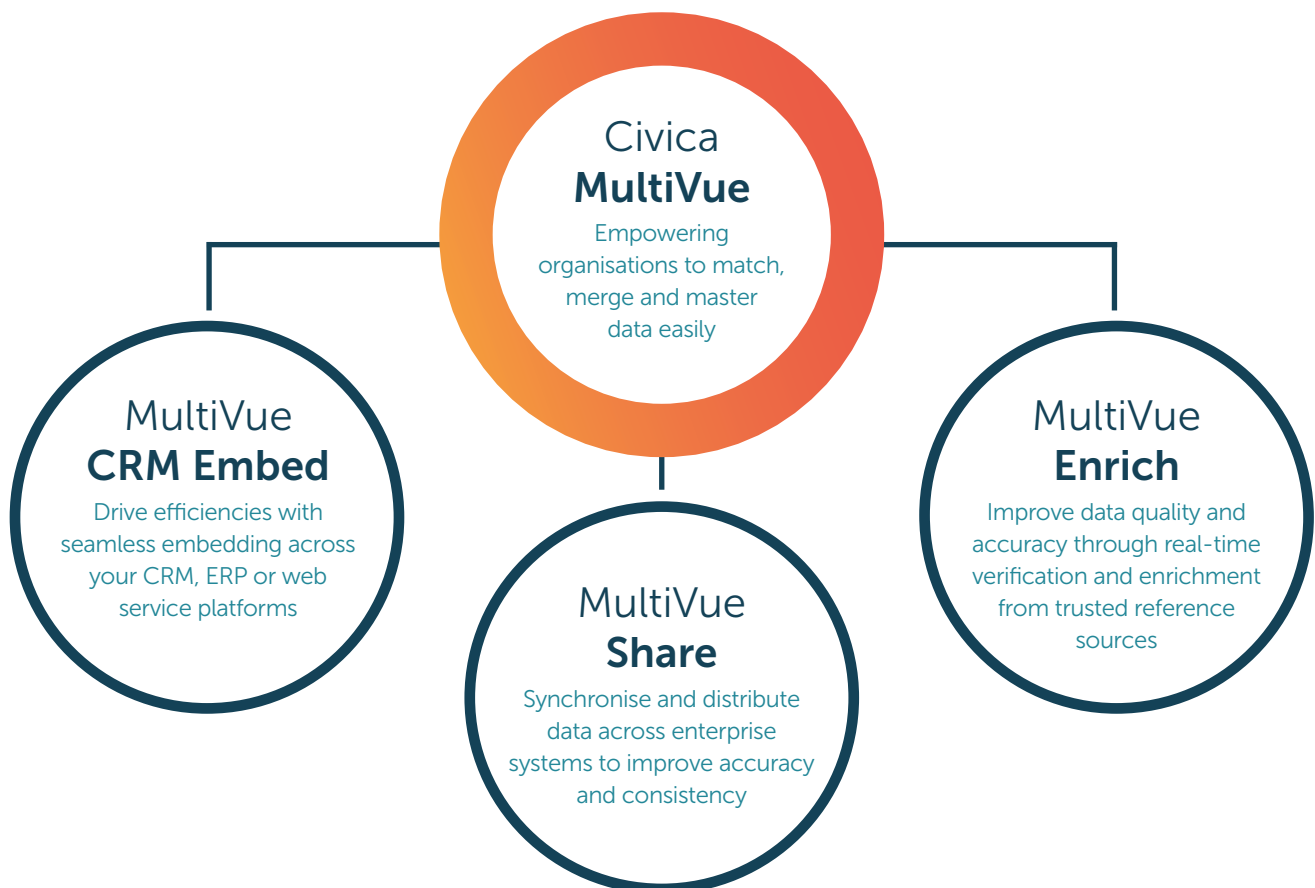 Civica
MultiVue
Empowering
organisations to match,
merge and master
data easily
MultiVue
CRM Embed
Drive efficiencies with
seamless embedding across
your CRM, ERP or web
service platforms
MultiVue
Share
Synchronise and distribute
data across enterprise
systems to improve accuracy
and consistency
MultiVue
Enrich
Improve data quality and
accuracy through real-time
verification and enrichment
from trusted reference
sources